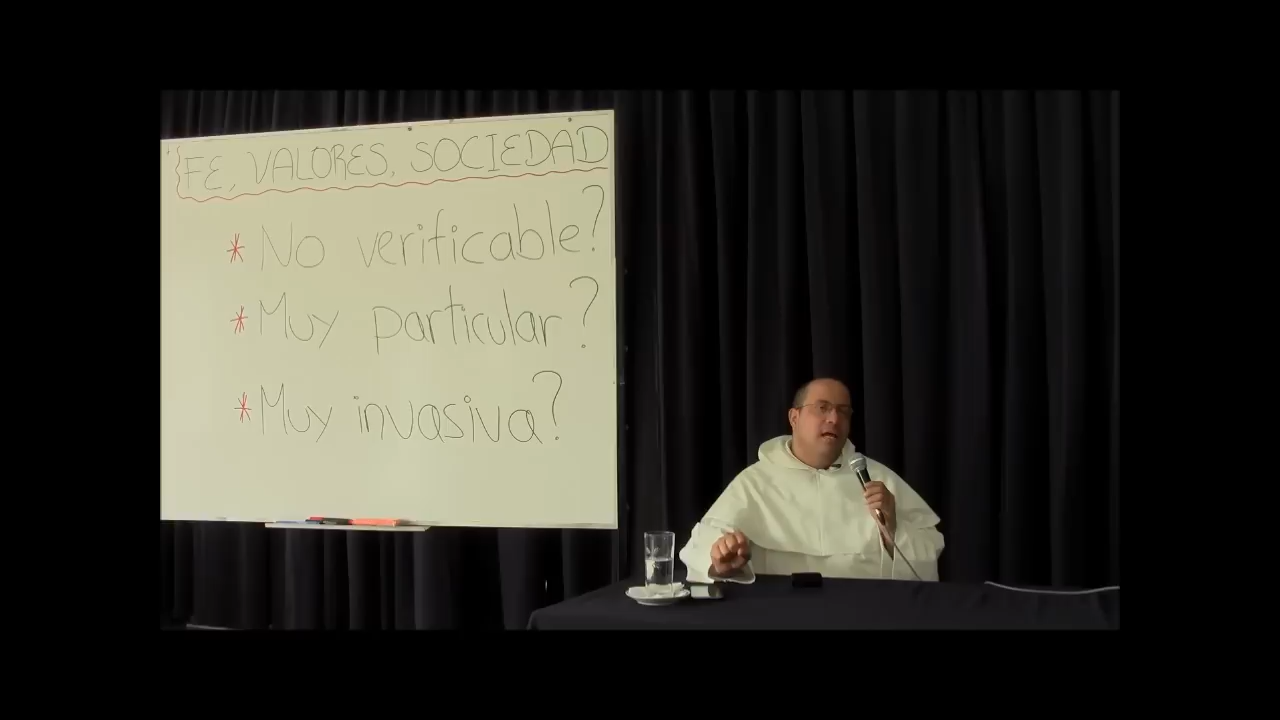 FE, VALORES, SOCIEDAD
* No verificable?
* Muy particular?
* Muy invasiva?